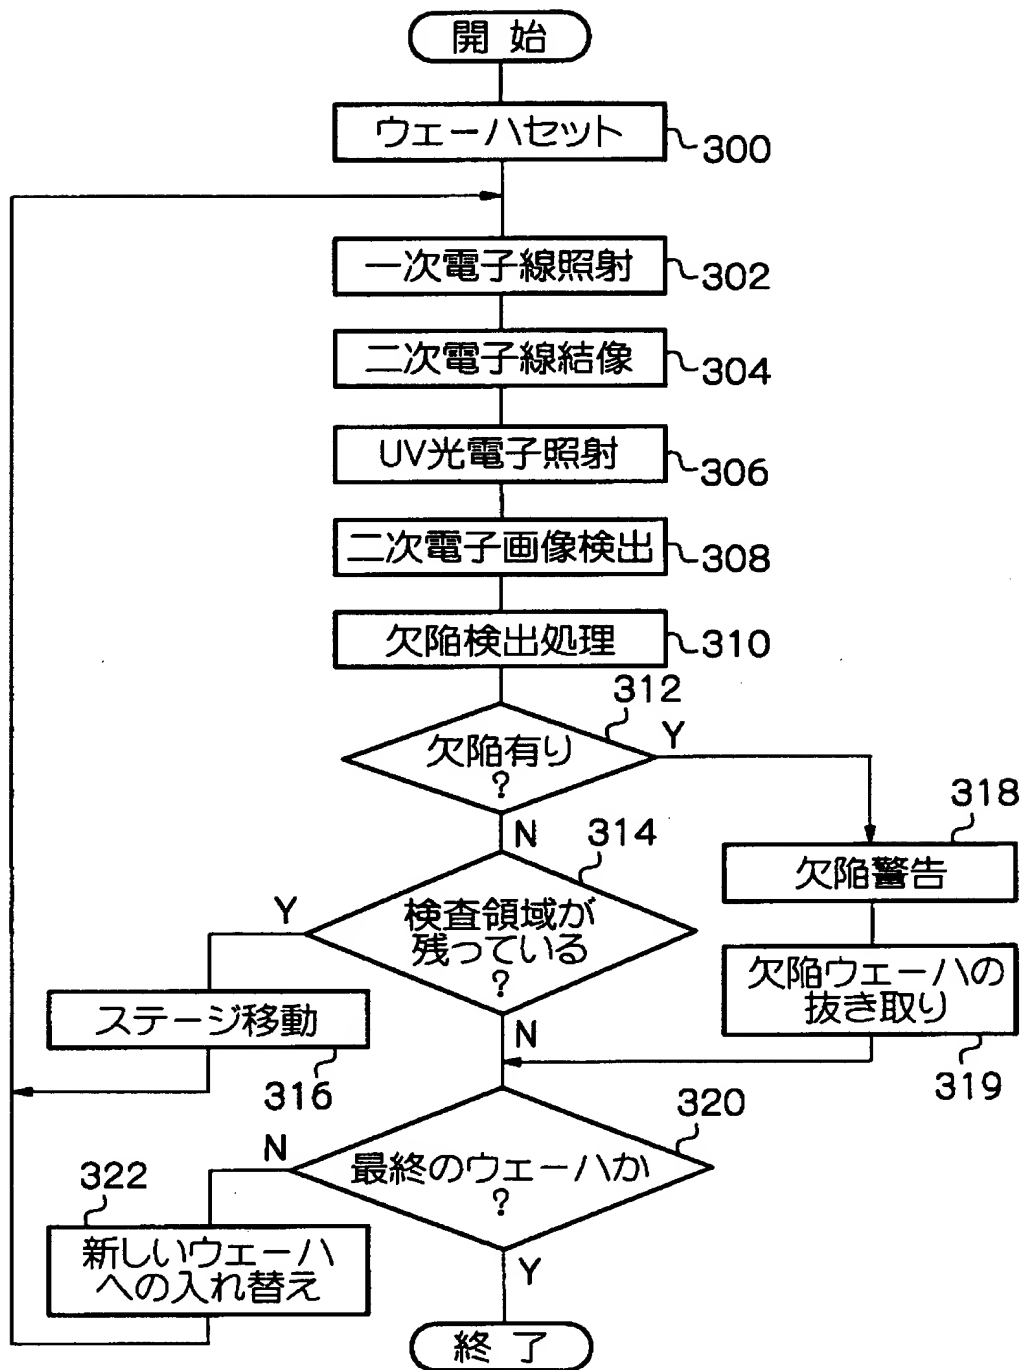 開始
ウェーハセット
300
一次電子線照射
302
二次電子線結像
304
UV光電子照射
306
二次電子画像検出
308
欠陥検出処理
310
312
欠陥有り
?
Y
N
314
318
欠陥警告
検査領域が
残っている
?
Y
N
欠陥ウェーハの
抜き取り
319
ステージ移動
316
320
最終のウェーハか
?
N
Y
322
新しいウェーハ
への入れ替え
終了